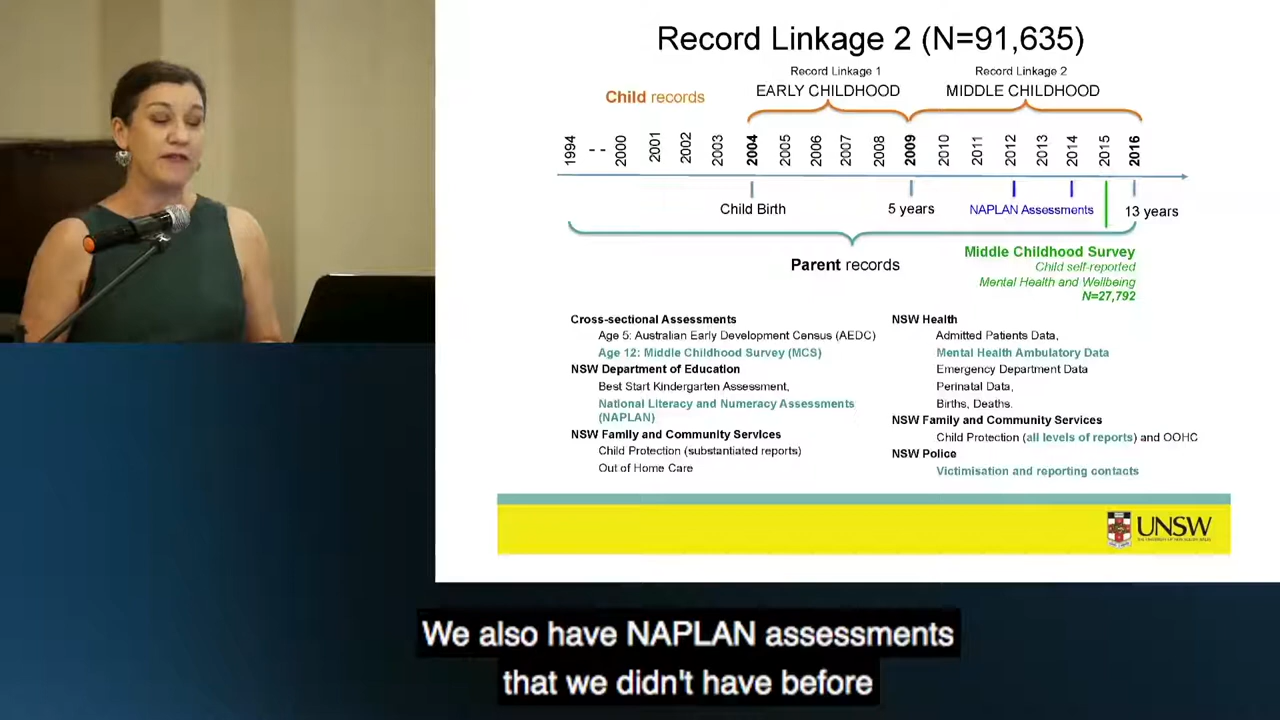 Record Linkage 2 (N=91,635)
Record Linkage 1
Record Linkage 2
Child records
EARLY CHILDHOOD
MIDDLE CHILDHOOD
1994 -- 2000 2001 2002 2003 2004 2005 2006 2007 2008 2009 2010 2011 2012 2013 2014 2015 2016
Child Birth
5 years
NAPLAN Assessments
13 years
Parent records
Middle Childhood Survey
Child self-reported
Mental Health and Wellbeing
N=27,792
Cross-sectional Assessments
Age 5: Australian Early Development Census (AEDC)
Age 12: Middle Childhood Survey (MCS)
NSW Department of Education
Best Start Kindergarten Assessment,
National Literacy and Numeracy Assessments
(NAPLAN)
NSW Family and Community Services
Child Protection (substantiated reports)
Out of Home Care
NSW Health
Admitted Patients Data,
Mental Health Ambulatory Data
Emergency Department Data
Perinatal Data,
Births, Deaths.
NSW Family and Community Services
Child Protection (all levels of reports) and OOHC
NSW Police
Victimisation and reporting contacts
UNSW
We also have NAPLAN assessments
that we didn't have before